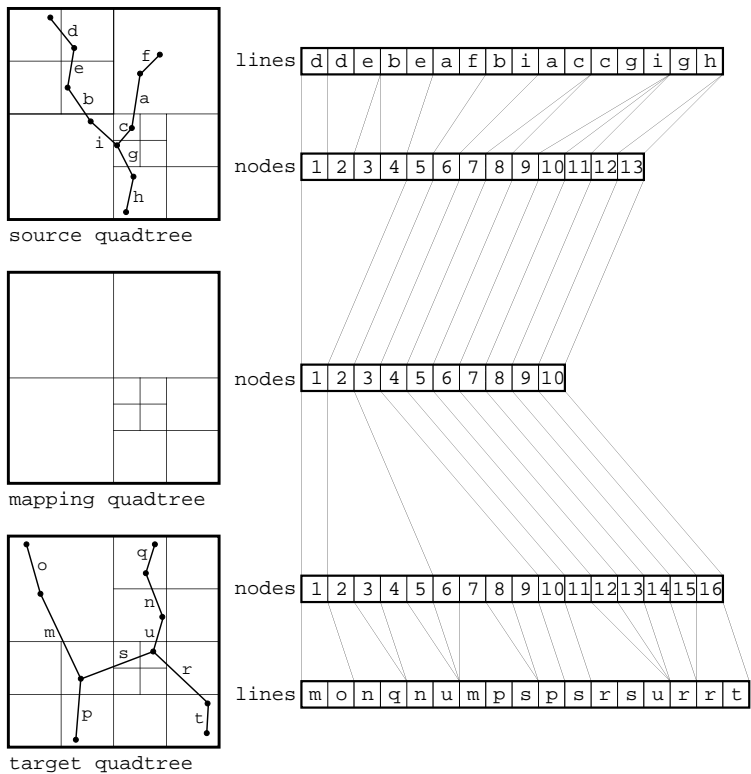 d
f
e
b
a
c
i
g
h
source quadtree
lines d d e b e a f b i a c c g i g h
nodes 1 2 3 4 5 6 7 8 9 10 11 12 13
mapping quadtree
nodes 1 2 3 4 5 6 7 8 9 10
q
o
n
m
u
s
r
p
t
target quadtree
nodes 1 2 3 4 5 6 7 8 9 10 11 12 13 14 15 16
lines m o n q n u m p s p s r s u r r t